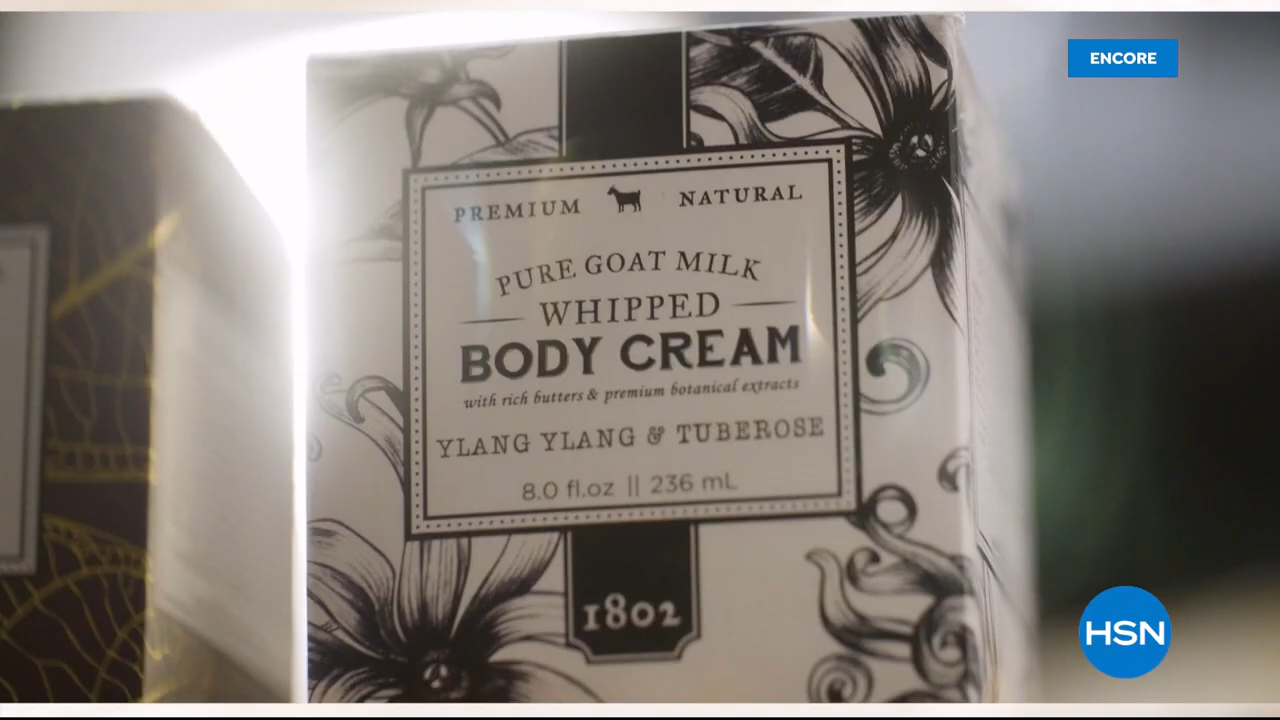 ENCORE
PREMIUM NATURAL
PURE GOAT MILK
WHIPPED
BODY CREAM
with rich butters & premium botanical extracts
YLANG YLANG & TUBEROSE
8.0 fl.oz || 236 mL
1802
HSN